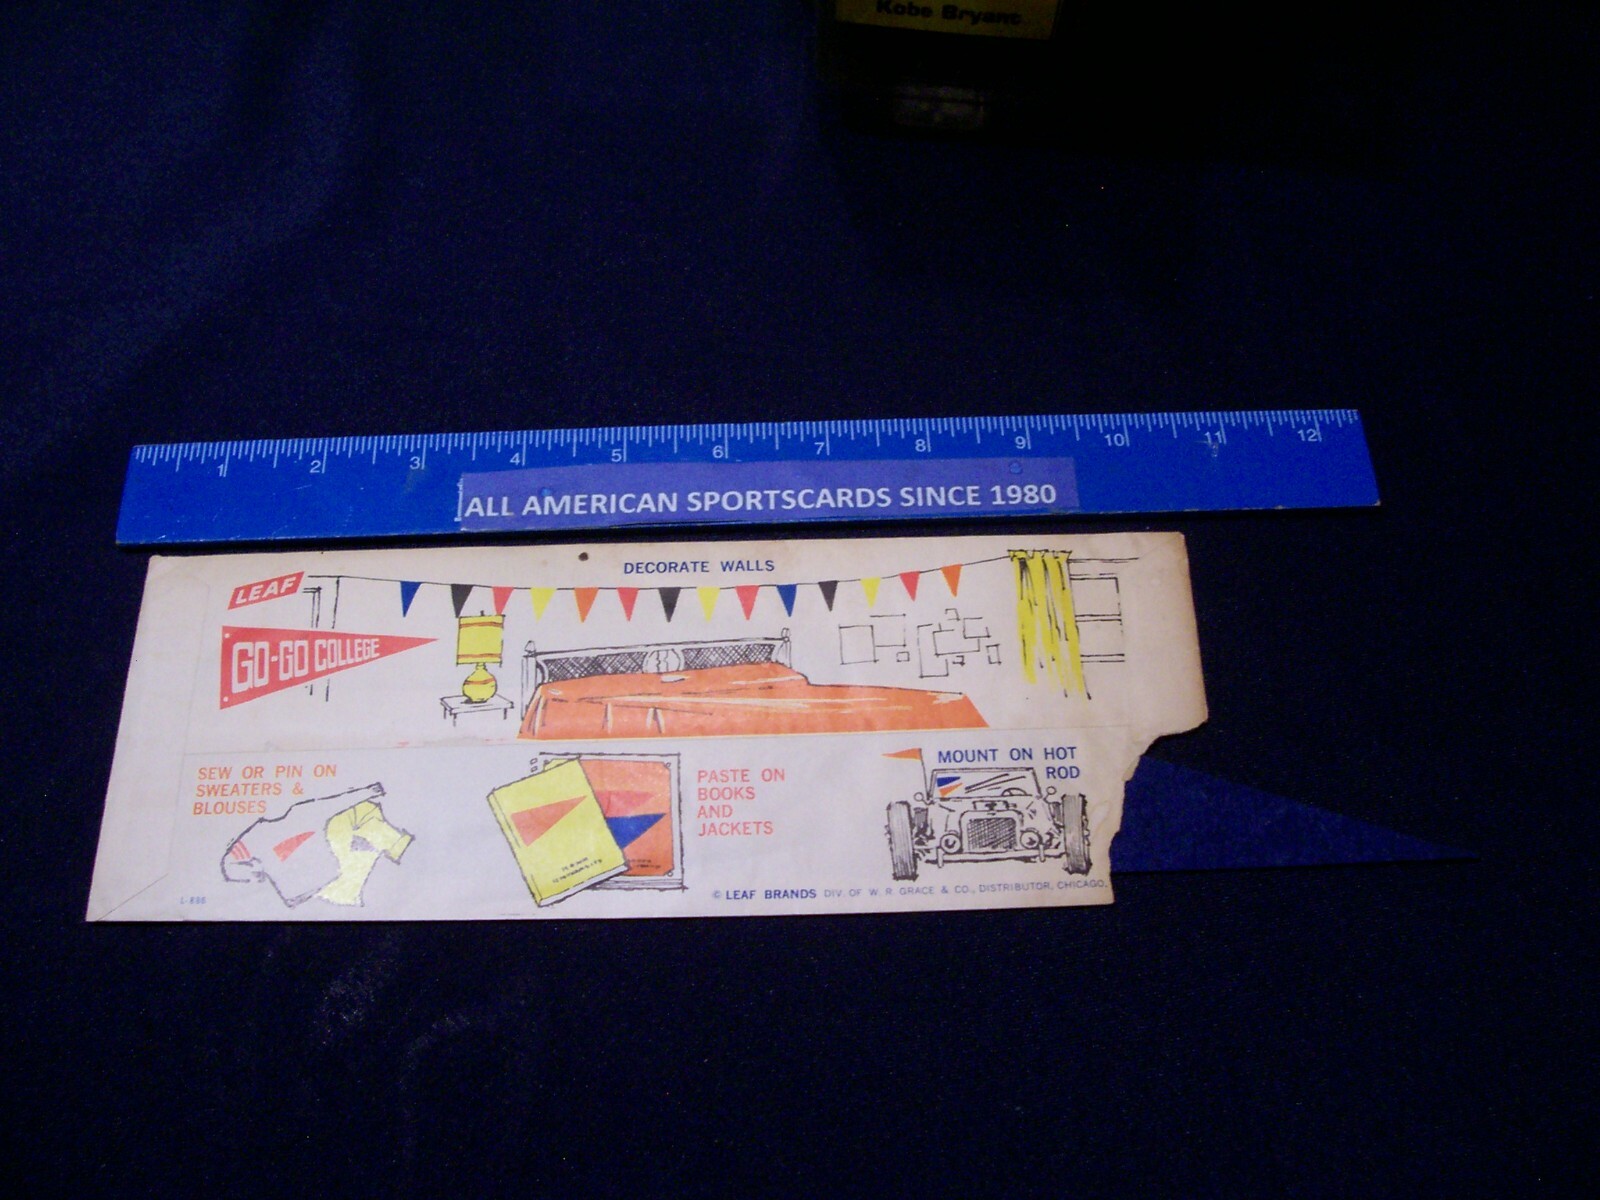 Kobe Bryant
1 2 3 4 5 6 7 8 9 10 11 12
ALL AMERICAN SPORTSCARDS SINCE 1980
DECORATE WALLS
LEAF
GO-GO COLLEGE
SEW OR PIN ON
SWEATERS &
BLOUSES
PASTE ON
BOOKS
AND
JACKETS
MOUNT ON HOT
ROD
© LEAF BRANDS DIV. OF W. R. GRACE & CO., DISTRIBUTOR, CHICAGO,